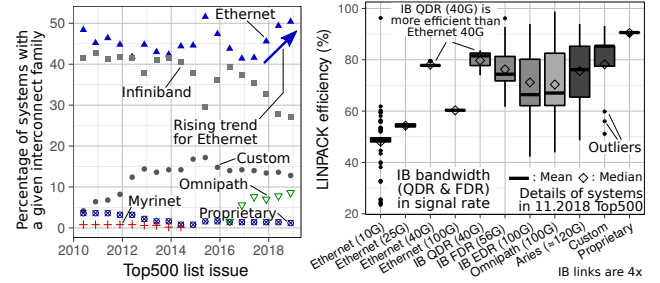 Percentage of systems with
a given interconnect family
50
40
30
20
10
0
2010
2012
2014
2016
2018
Top500 list issue
Ethernet
Infiniband
Rising trend
for Ethernet
Custom
Omnipath
Myrinet
Proprietary
LINPACK efficiency (%)
100
80
60
40
20
IB QDR (40G) is
more efficient than
Ethernet 40G
Outliers
IB bandwidth
(QDR & FDR)
in signal rate
: Mean
: Median
Details of systems
in 11.2018 Top500
Ethernet (10G)
Ethernet (25G)
Ethernet (40G)
Ethernet (100G)
IB QDR (40G)
IB FDR (56G)
IB EDR (100G)
Omnipath (100G)
Aries (~120G)
Custom
Proprietary
IB links are 4x